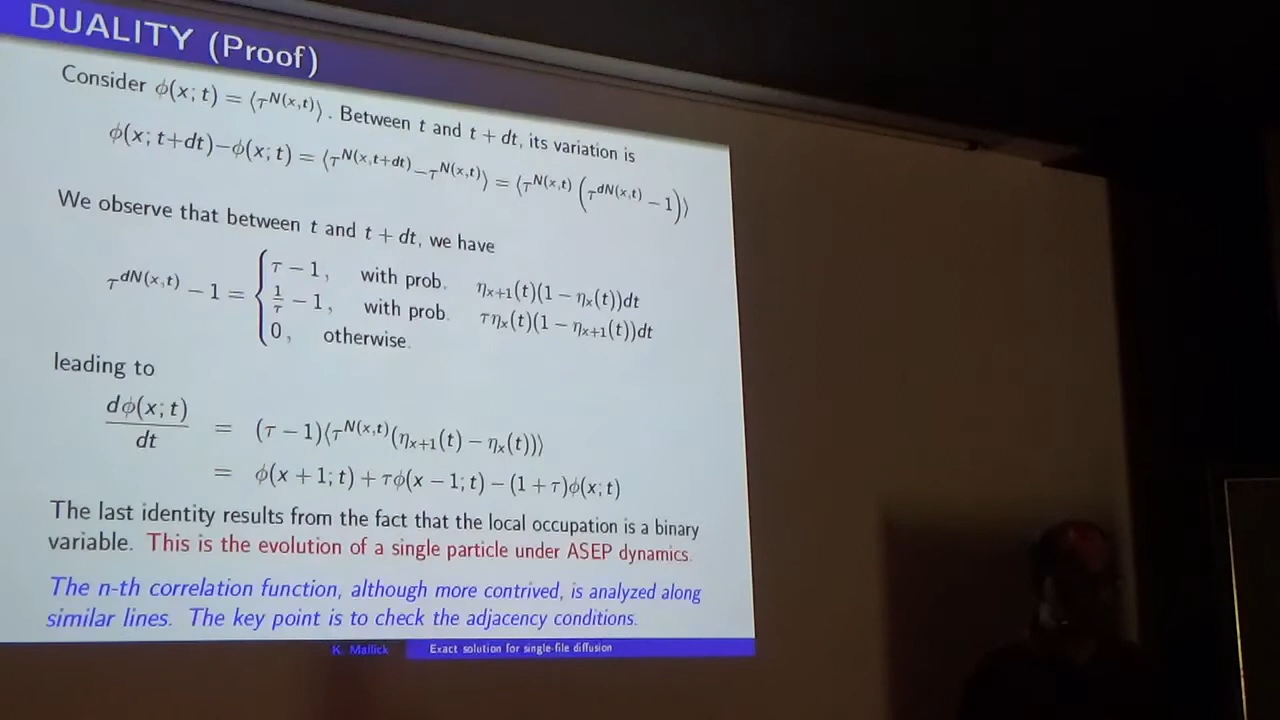 DUALITY (Proof)
Consider ϕ(x; t) = ⟨τ^{N(x,t)}⟩ . Between t and t + dt, its variation is
ϕ(x; t+dt)−ϕ(x; t) = ⟨τ^{N(x,t+dt)}−τ^{N(x,t)}⟩ = ⟨τ^{N(x,t)} (τ^{dN(x,t)} − 1)⟩
We observe that between t and t + dt, we have
τ^{dN(x,t)} − 1 = { τ − 1 , with prob. η_{x+1}(t)(1 − η_x(t))dt
1/τ − 1 , with prob. τη_x(t)(1 − η_{x+1}(t))dt
0 , otherwise.
leading to
dϕ(x; t)/dt = (τ − 1)⟨τ^{N(x,t)}(η_{x+1}(t) − η_x(t))⟩
= ϕ(x + 1; t) + τϕ(x − 1; t) − (1 + τ)ϕ(x; t)
The last identity results from the fact that the local occupation is a binary
variable. This is the evolution of a single particle under ASEP dynamics.
The n-th correlation function, although more contrived, is analyzed along
similar lines. The key point is to check the adjacency conditions.
K. Mallick Exact solution for single-file diffusion